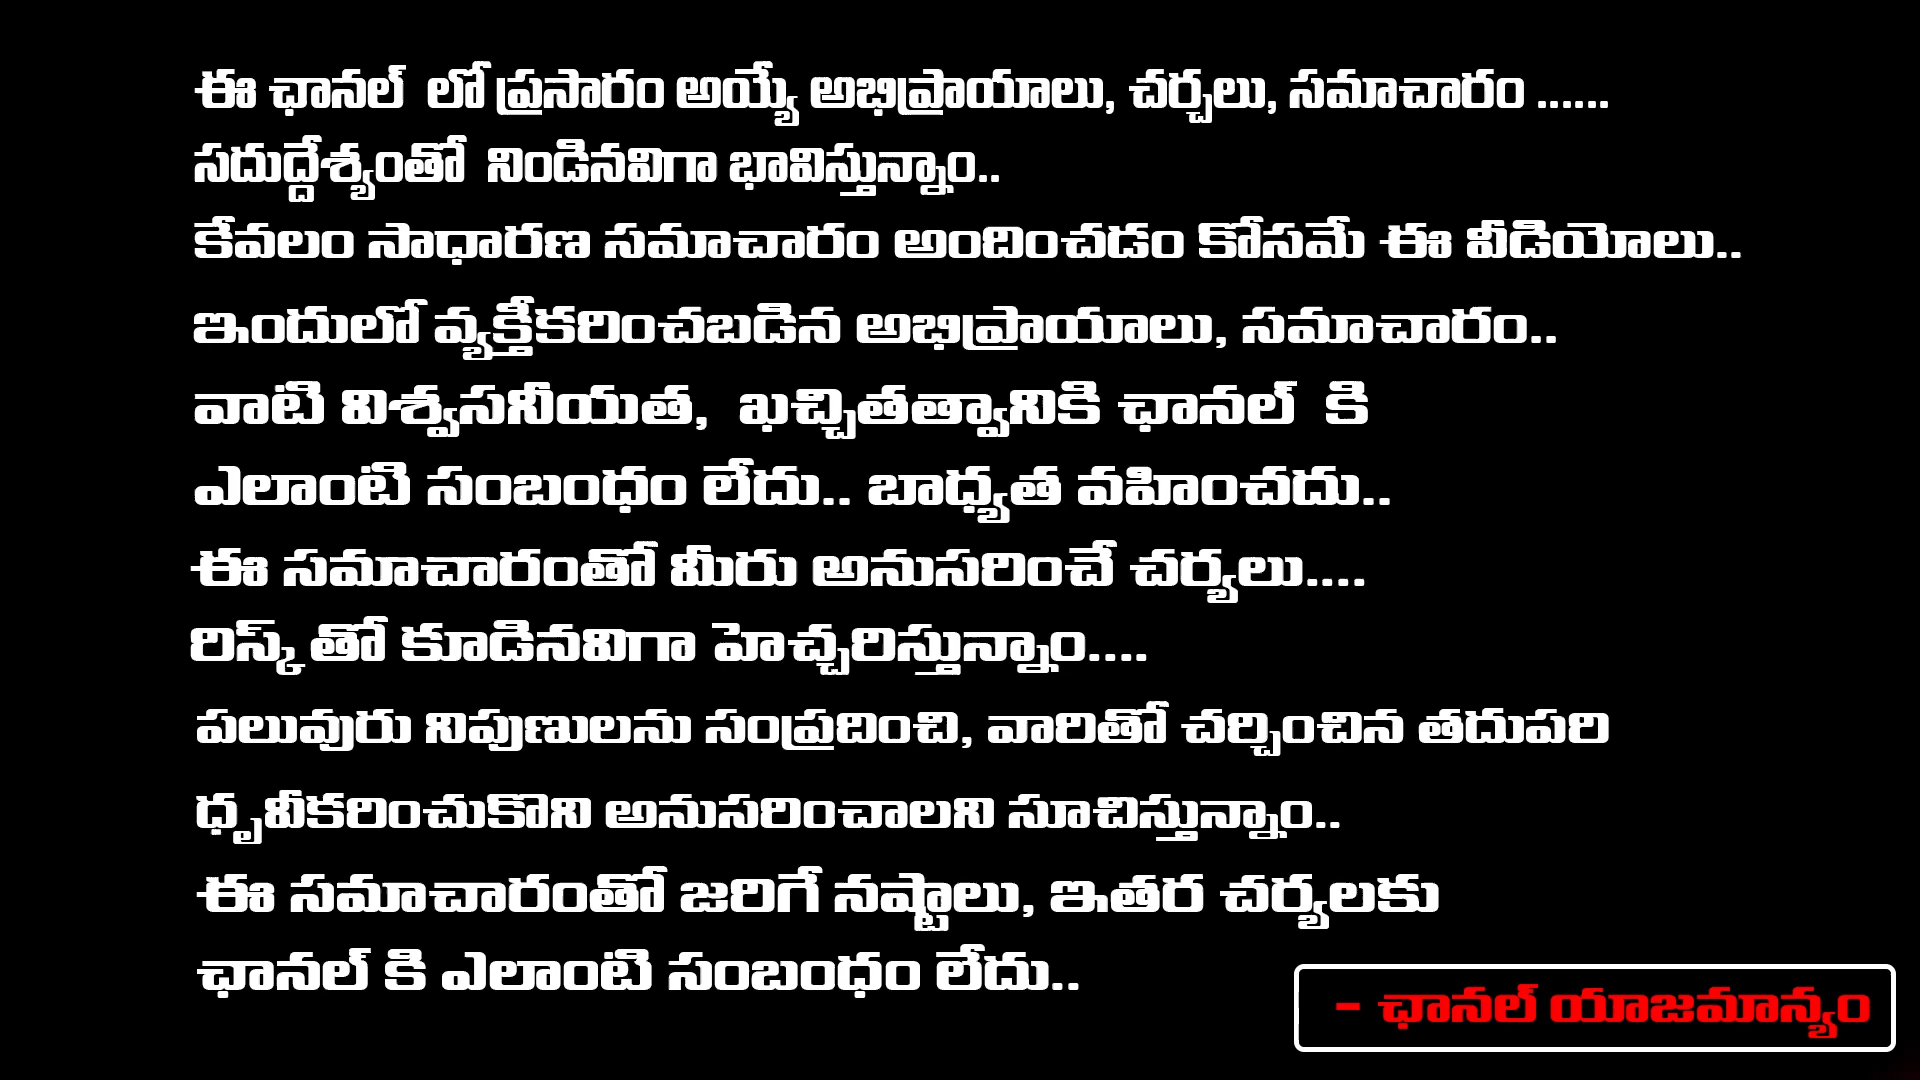 ఈ ఛానల్ లో ప్రసారం అయ్యే అభిప్రాయాలు, చర్చలు, సమాచారం ......
సదుద్దేశ్యంతో నిండినవిగా భావిస్తున్నాం..
కేవలం సాధారణ సమాచారం అందించడం కోసమే ఈ వీడియోలు..
ఇందులో వ్యక్తీకరించబడిన అభిప్రాయాలు, సమాచారం..
వాటి విశ్వసనీయత, ఖచ్చితత్వానికి ఛానల్ కి
ఎలాంటి సంబంధం లేదు.. బాధ్యత వహించదు..
ఈ సమాచారంతో మీరు అనుసరించే చర్యలు....
రిస్క్ తో కూడినవిగా హెచ్చరిస్తున్నాం....
పలువురు నిపుణులను సంప్రదించి, వారితో చర్చించిన తదుపరి
ధృవీకరించుకొని అనుసరించాలని సూచిస్తున్నాం..
ఈ సమాచారంతో జరిగే నష్టాలు, ఇతర చర్యలకు
ఛానల్ కి ఎలాంటి సంబంధం లేదు..
- ఛానల్ యాజమాన్యం